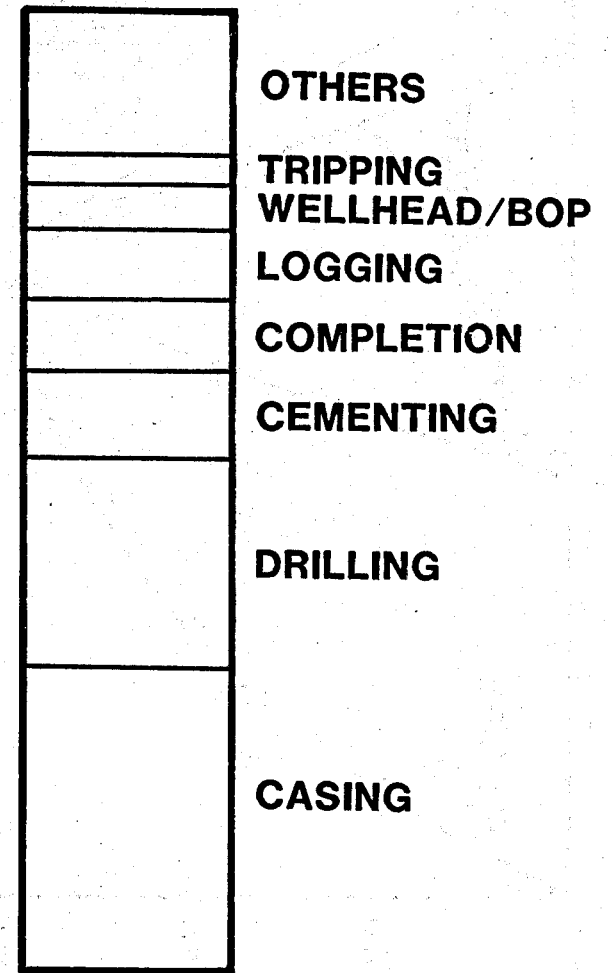 OTHERS
TRIPPING
WELLHEAD/BOP
LOGGING
COMPLETION
CEMENTING
DRILLING
CASING